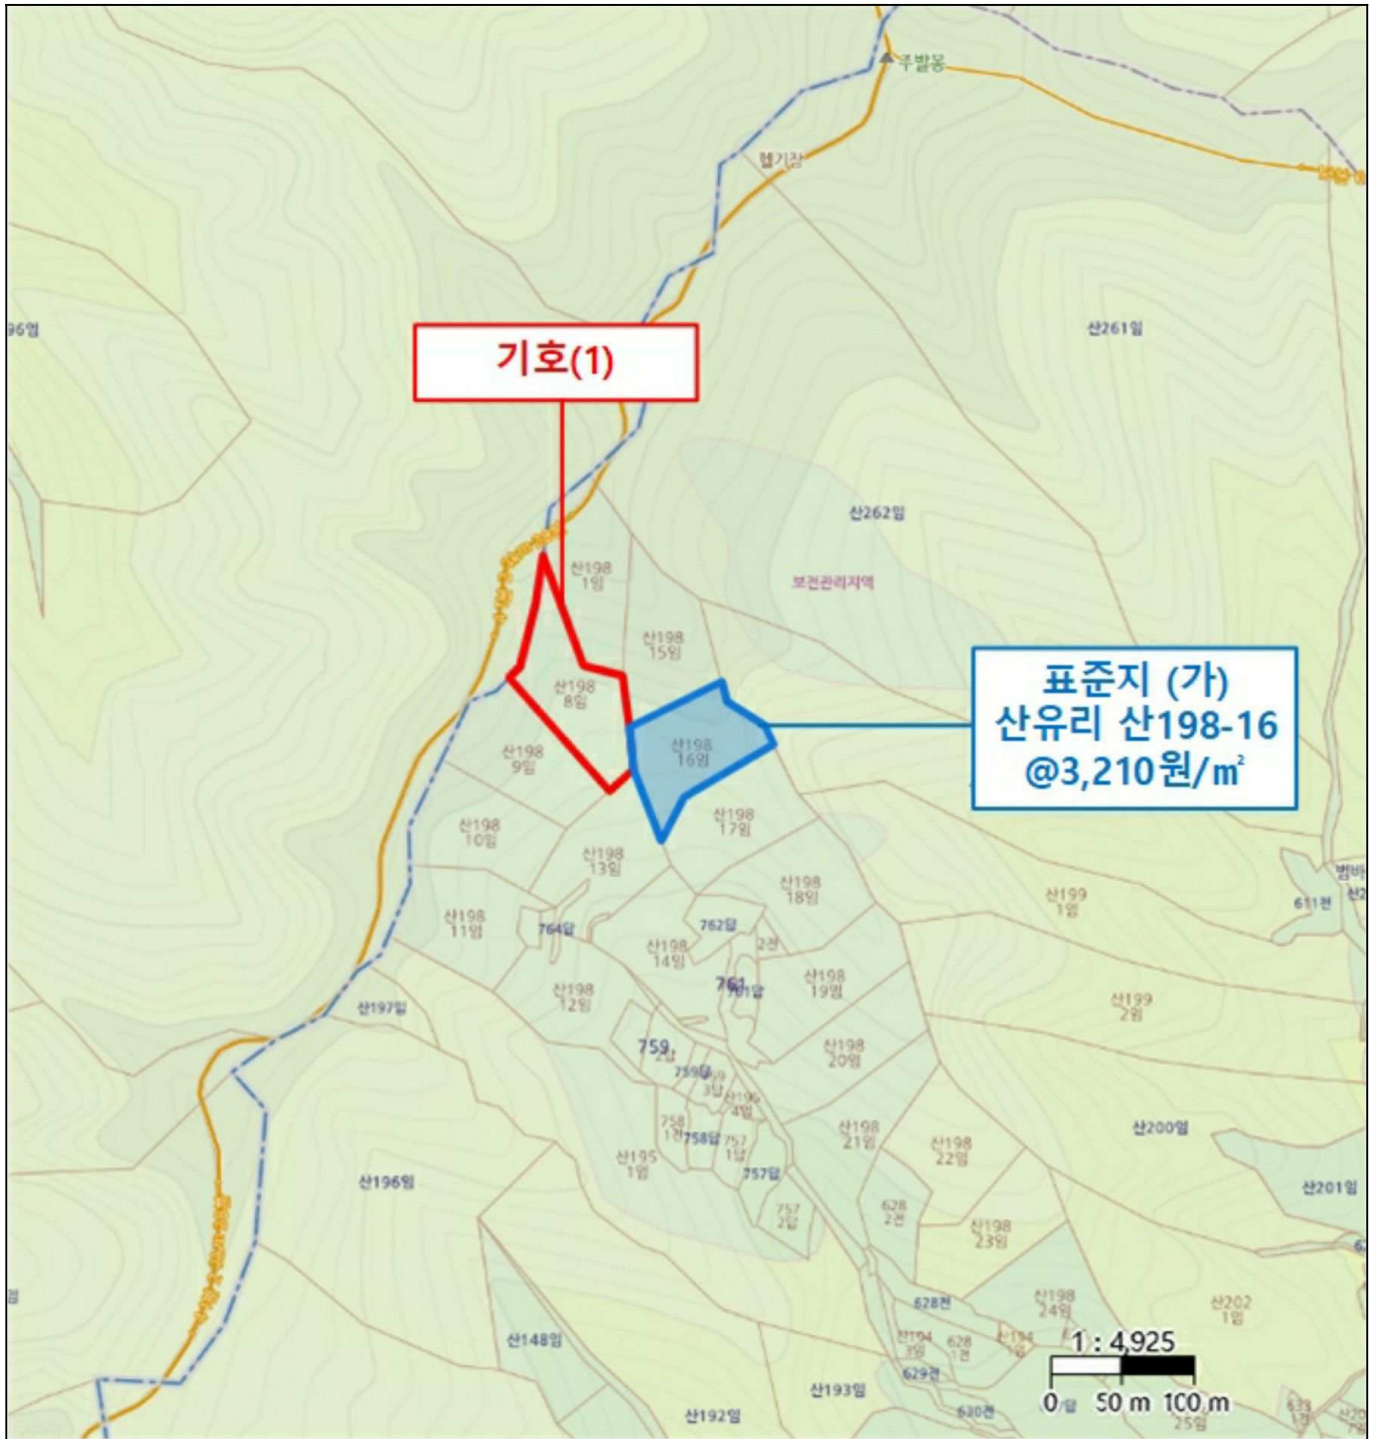 주발봉
헬기장
96임
산261임
기호(1)
산262임
산198
1임
보전관리지역
산198
15임
표준지 (가)
산유리 산198-16
@3,210원/㎡
산198
8임
산198
16임
산198
9임
산198
17임
산198
10임
산198
13임
산198
18임
산199
1임
611전
산198
11임
764답
762답
2전
산198
14임
761
산198
19임
산198
12임
산197임
산199
2임
759
2답
산198
20임
759답
3답
4임
758
1전
758답
757
1답
산198
21임
산198
22임
산200임
산195
1임
757답
산196임
산201임
757
2답
628
2전
산198
23임
628전
산198
24임
산202
1임
산148임
산194
3임
628
1전
1 : 4,925
629전
산193임
0 50 m 100 m
산192임
630전
25임